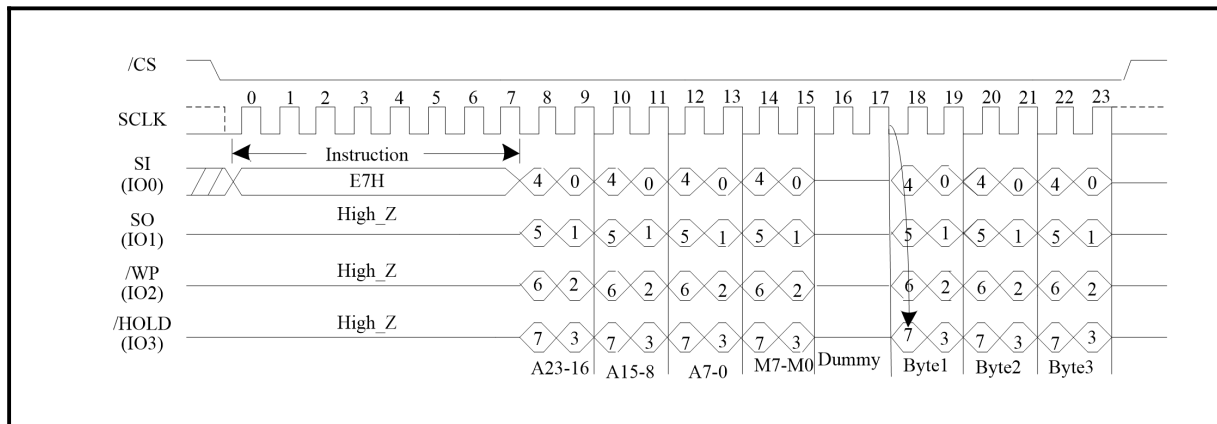 /CS
0 1 2 3 4 5 6 7 8 9 10 11 12 13 14 15 16 17 18 19 20 21 22 23
SCLK
Instruction
SI
(IO0)
E7H
4 0 4 0 4 0 4 0 4 0 4 0 4 0
High_Z
SO
(IO1)
5 1 5 1 5 1 5 1 5 1 5 1 5 1
High_Z
/WP
(IO2)
6 2 6 2 6 2 6 2 6 2 6 2 6 2
High_Z
/HOLD
(IO3)
7 3 7 3 7 3 7 3 7 3 7 3 7 3
A23-16 A15-8 A7-0 M7-M0 Dummy Byte1 Byte2 Byte3